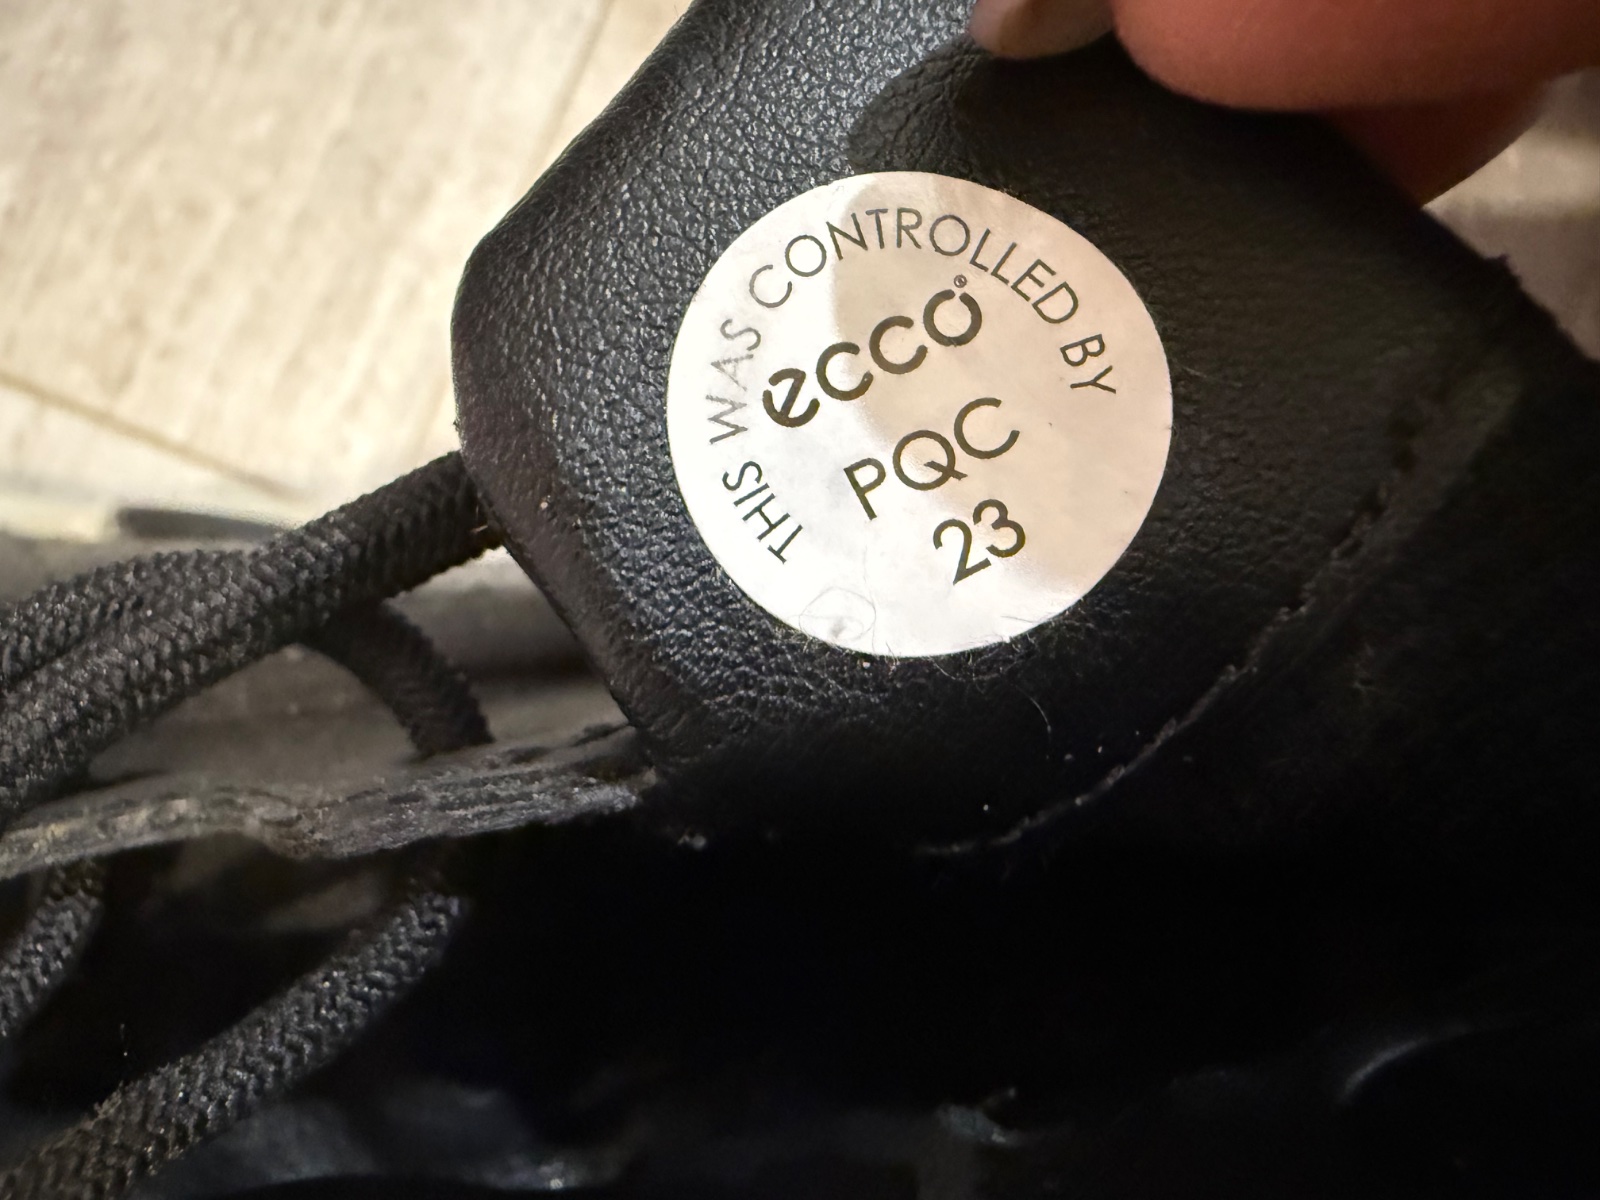 THIS WAS CONTROLLED BY
ecco®
PQC
23